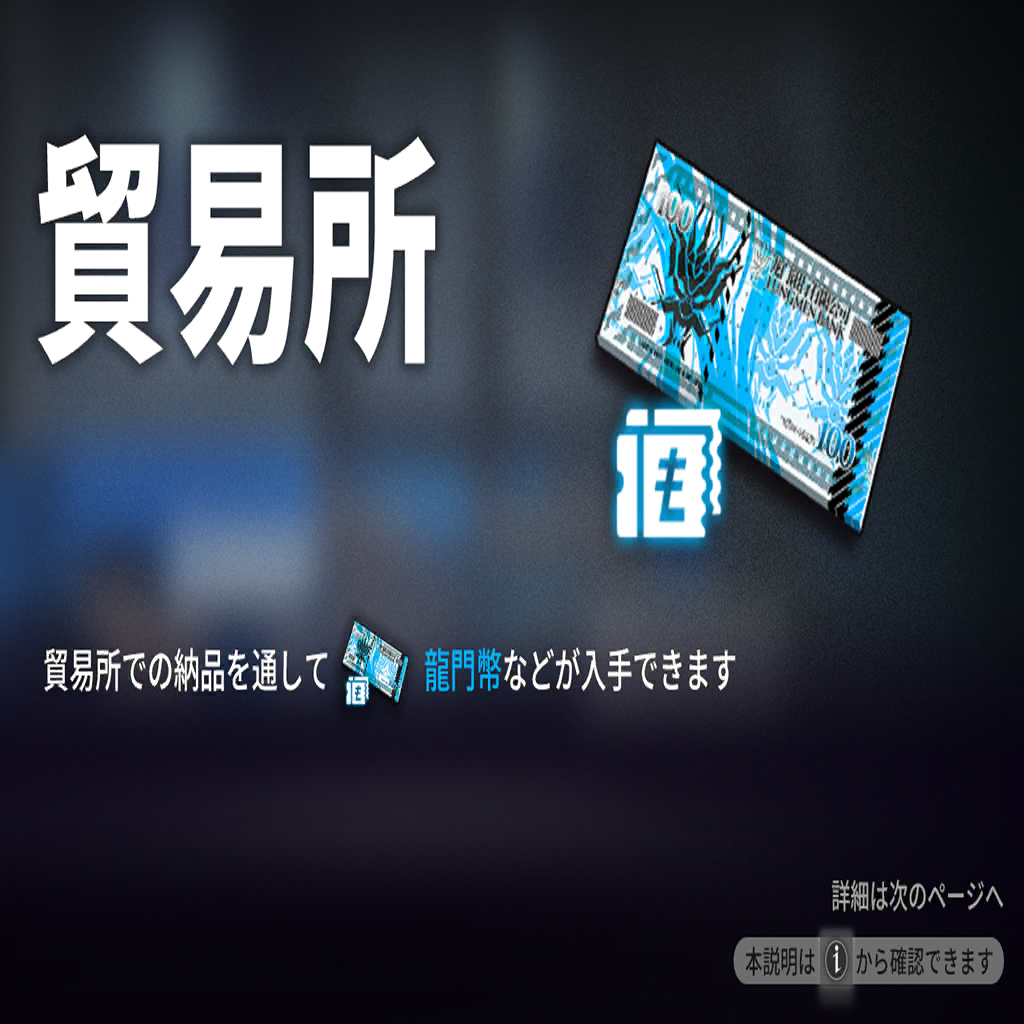 貿易所
100
100
貿易所での納品を通して 龍門幣などが入手できます
詳細は次のページへ
本説明は i から確認できます